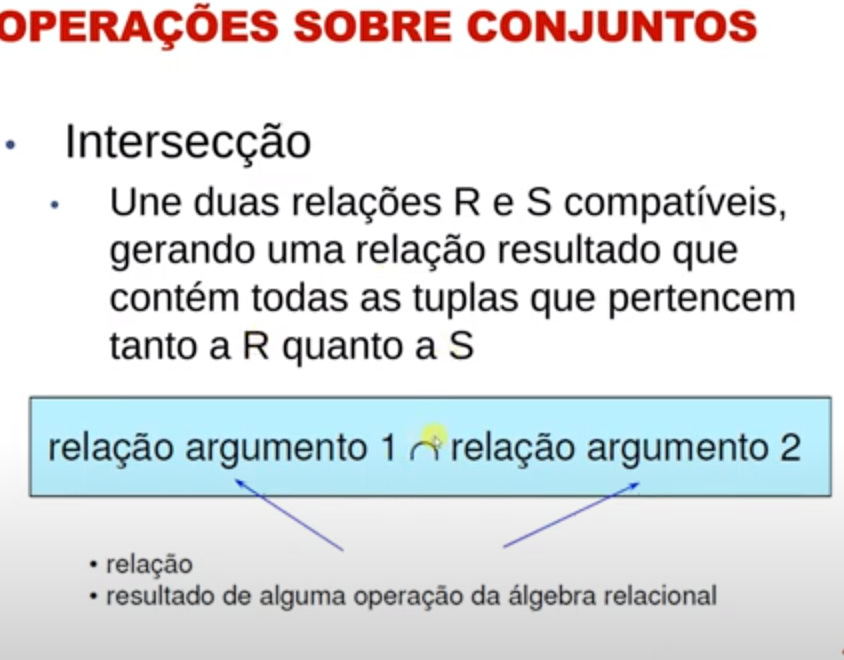 OPERAÇÕES SOBRE CONJUNTOS
• Intersecção
• Une duas relações R e S compatíveis,
gerando uma relação resultado que
contém todas as tuplas que pertencem
tanto a R quanto a S
relação argumento 1 ∩ relação argumento 2
• relação
• resultado de alguma operação da álgebra relacional